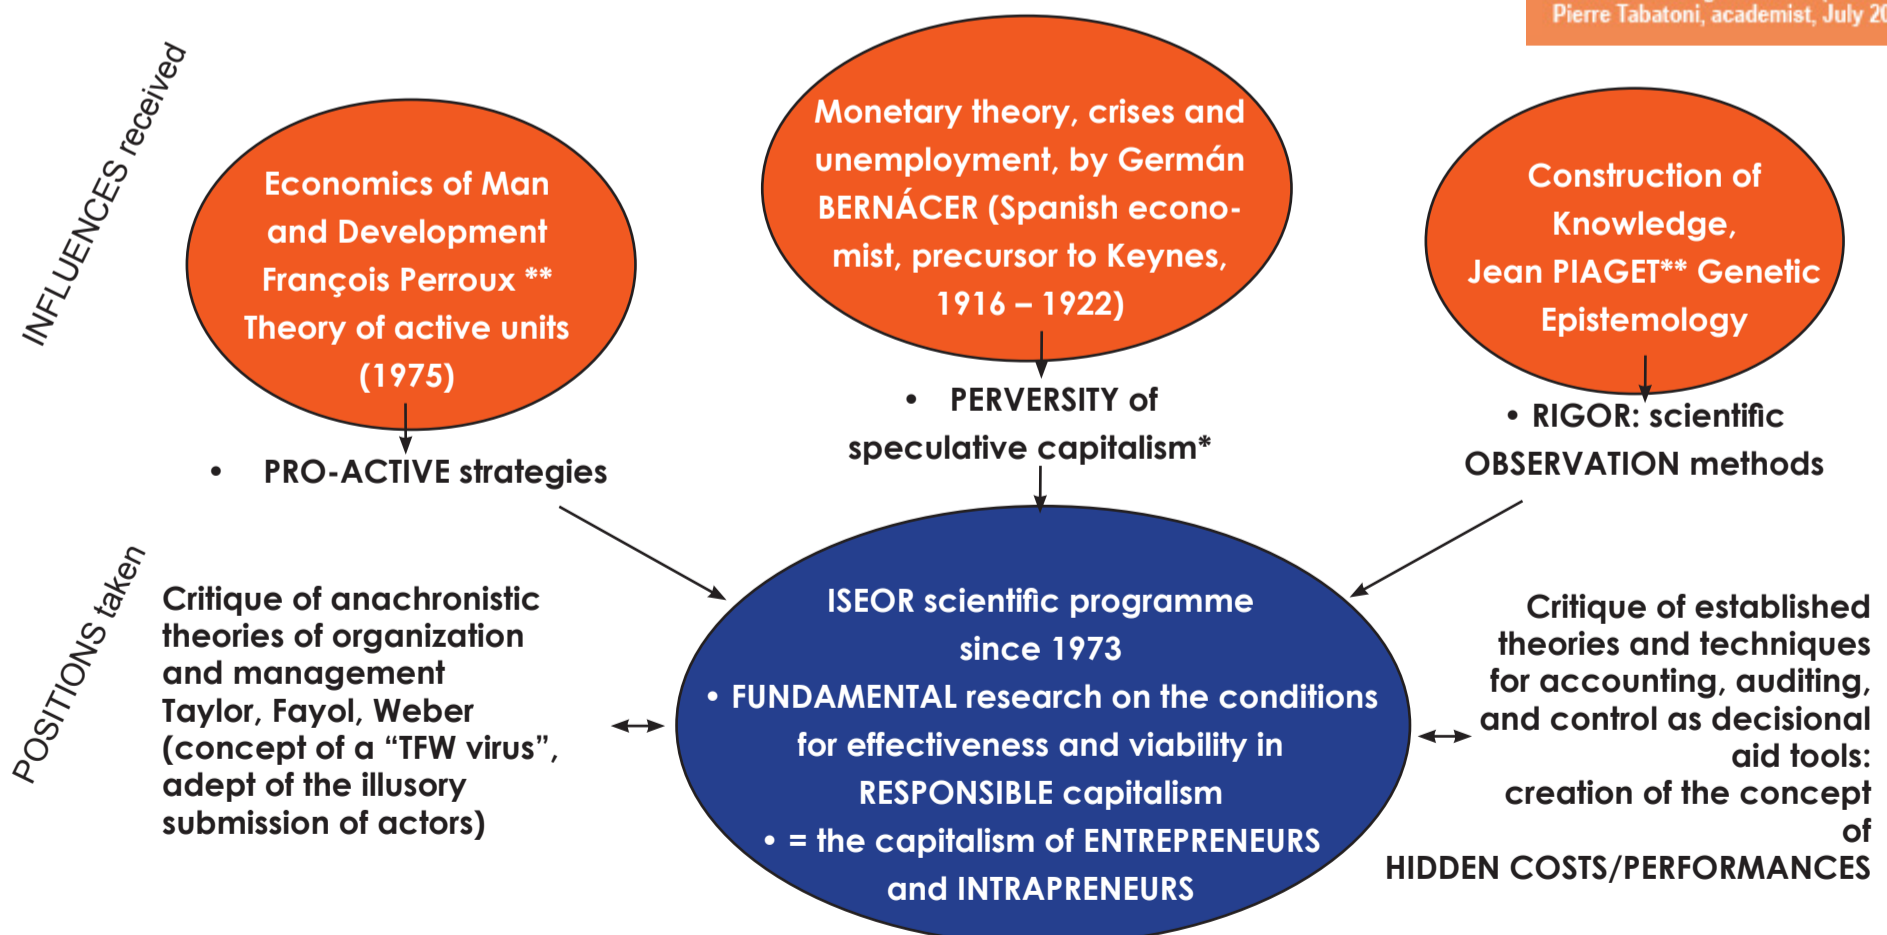 Pierre Tabatoni, academist, July 20
INFLUENCES received
Economics of Man
and Development
François Perroux **
Theory of active units
(1975)
Monetary theory, crises and
unemployment, by Germán
BERNÁCER (Spanish econo-
mist, precursor to Keynes,
1916 – 1922)
Construction of
Knowledge,
Jean PIAGET** Genetic
Epistemology
• PRO-ACTIVE strategies
• PERVERSITY of
speculative capitalism*
• RIGOR: scientific
OBSERVATION methods
POSITIONS taken
Critique of anachronistic
theories of organization
and management
Taylor, Fayol, Weber
(concept of a “TFW virus”,
adept of the illusory
submission of actors)
ISEOR scientific programme
since 1973
• FUNDAMENTAL research on the conditions
for effectiveness and viability in
RESPONSIBLE capitalism
• = the capitalism of ENTREPRENEURS
and INTRAPRENEURS
Critique of established
theories and techniques
for accounting, auditing,
and control as decisional
aid tools:
creation of the concept
of
HIDDEN COSTS/PERFORMANCES